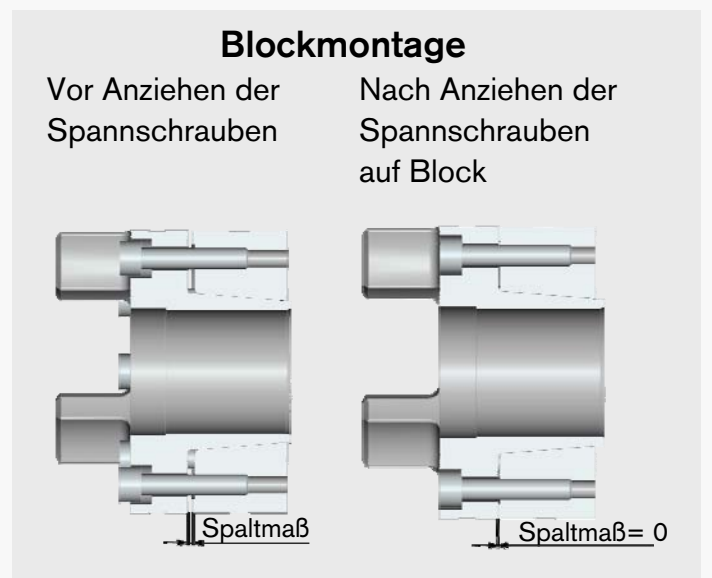 Blockmontage
Vor Anziehen der
Spannschrauben
Nach Anziehen der
Spannschrauben
auf Block
Spaltmaß
Spaltmaß= 0